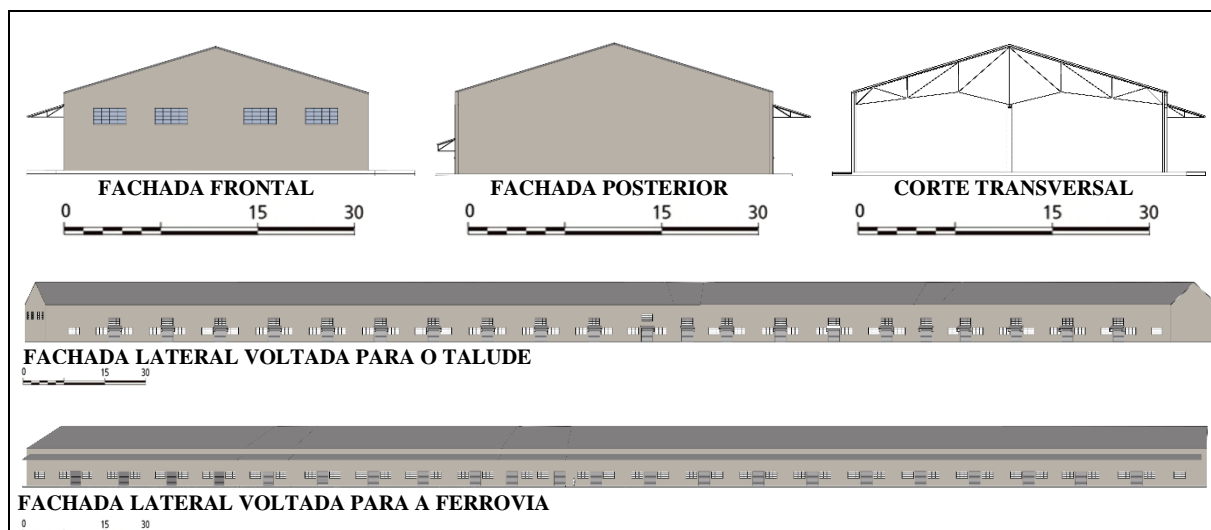 FACHADA FRONTAL
FACHADA POSTERIOR
CORTE TRANSVERSAL
0 15 30
0 15 30
0 15 30
FACHADA LATERAL VOLTADA PARA O TALUDE
0 15 30
FACHADA LATERAL VOLTADA PARA A FERROVIA
0 15 30